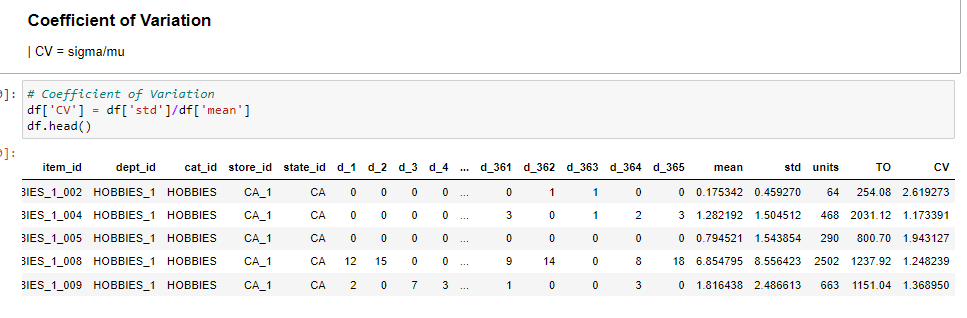 Coefficient of Variation
| CV = sigma/mu
]: # Coefficient of Variation
df['CV'] = df['std']/df['mean']
df.head()
]:
item_id dept_id cat_id store_id state_id d_1 d_2 d_3 d_4 ... d_361 d_362 d_363 d_364 d_365 mean std units TO CV
BIES_1_002 HOBBIES_1 HOBBIES CA_1 CA 0 0 0 0 ... 0 1 1 0 0 0.175342 0.459270 64 254.08 2.619273
BIES_1_004 HOBBIES_1 HOBBIES CA_1 CA 0 0 0 0 ... 3 0 1 2 3 1.282192 1.504512 468 2031.12 1.173391
BIES_1_005 HOBBIES_1 HOBBIES CA_1 CA 0 0 0 0 ... 0 0 0 0 0 0.794521 1.543854 290 800.70 1.943127
BIES_1_008 HOBBIES_1 HOBBIES CA_1 CA 12 15 0 0 ... 9 14 0 8 18 6.854795 8.556423 2502 1237.92 1.248239
BIES_1_009 HOBBIES_1 HOBBIES CA_1 CA 2 0 7 3 ... 1 0 0 3 0 1.816438 2.486613 663 1151.04 1.368950